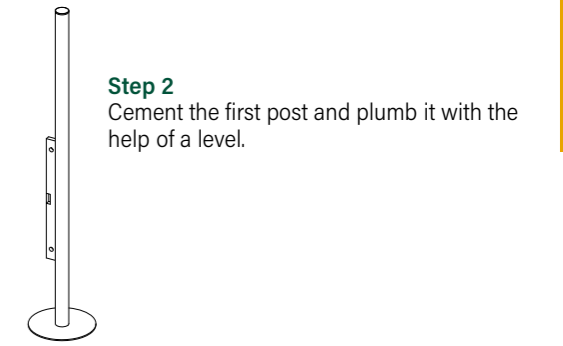 Step 2
Cement the first post and plumb it with the
help of a level.